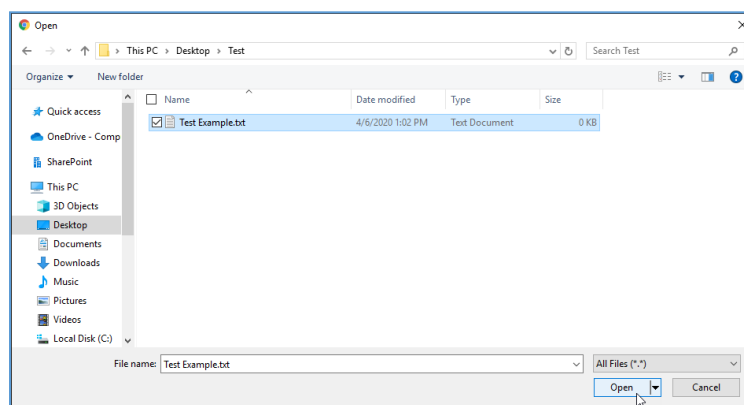 Open
This PC > Desktop > Test
Search Test
Organize
New folder
Name
Date modified
Type
Size
Test Example.txt
4/6/2020 1:02 PM
Text Document
0 KB
Quick access
OneDrive - Comp
SharePoint
This PC
3D Objects
Desktop
Documents
Downloads
Music
Pictures
Videos
Local Disk (C:)
File name:
Test Example.txt
All Files (*.*)
Open
Cancel